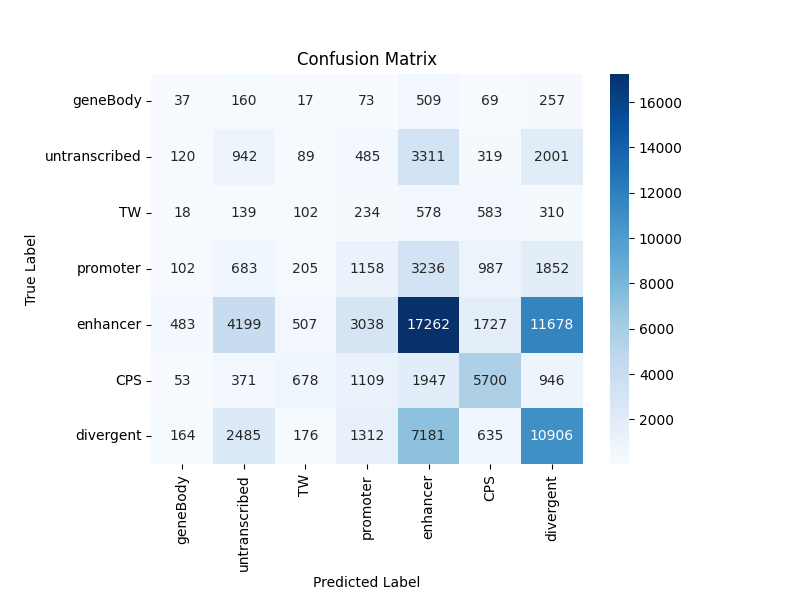 Confusion Matrix
geneBody 37 160 17 73 509 69 257
untranscribed 120 942 89 485 3311 319 2001
TW 18 139 102 234 578 583 310
promoter 102 683 205 1158 3236 987 1852
enhancer 483 4199 507 3038 17262 1727 11678
CPS 53 371 678 1109 1947 5700 946
divergent 164 2485 176 1312 7181 635 10906
geneBody untranscribed TW promoter enhancer CPS divergent
Predicted Label
True Label
16000
14000
12000
10000
8000
6000
4000
2000